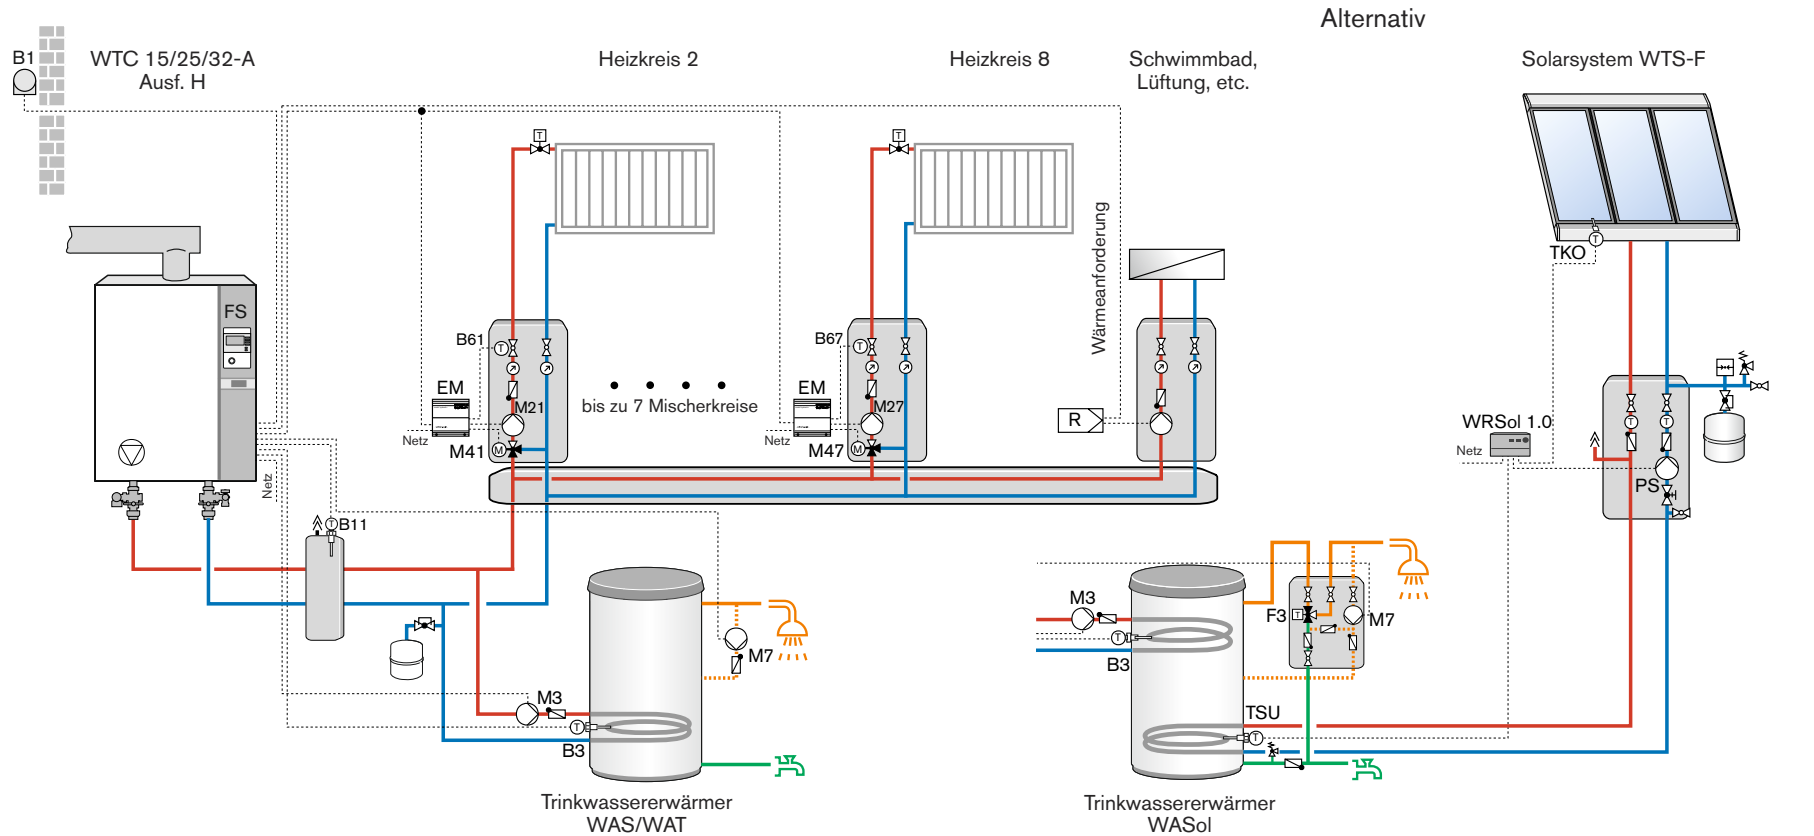 Alternativ
B1
WTC 15/25/32-A
Ausf. H
Heizkreis 2
Heizkreis 8
Schwimmbad,
Lüftung, etc.
Solarsystem WTS-F
T
T
Wärmeanforderung
TKO
T
FS
B61
T
B67
T
EM
M21
bis zu 7 Mischerkreise
EM
M27
R
WRSol 1.0
T
T
Netz
M41
M
Netz
M47
M
Netz
PS
Netz
T
B11
M3
F3
T
M7
T
B3
M7
M3
T
B3
TSU
T
Trinkwassererwärmer
WAS/WAT
Trinkwassererwärmer
WASol